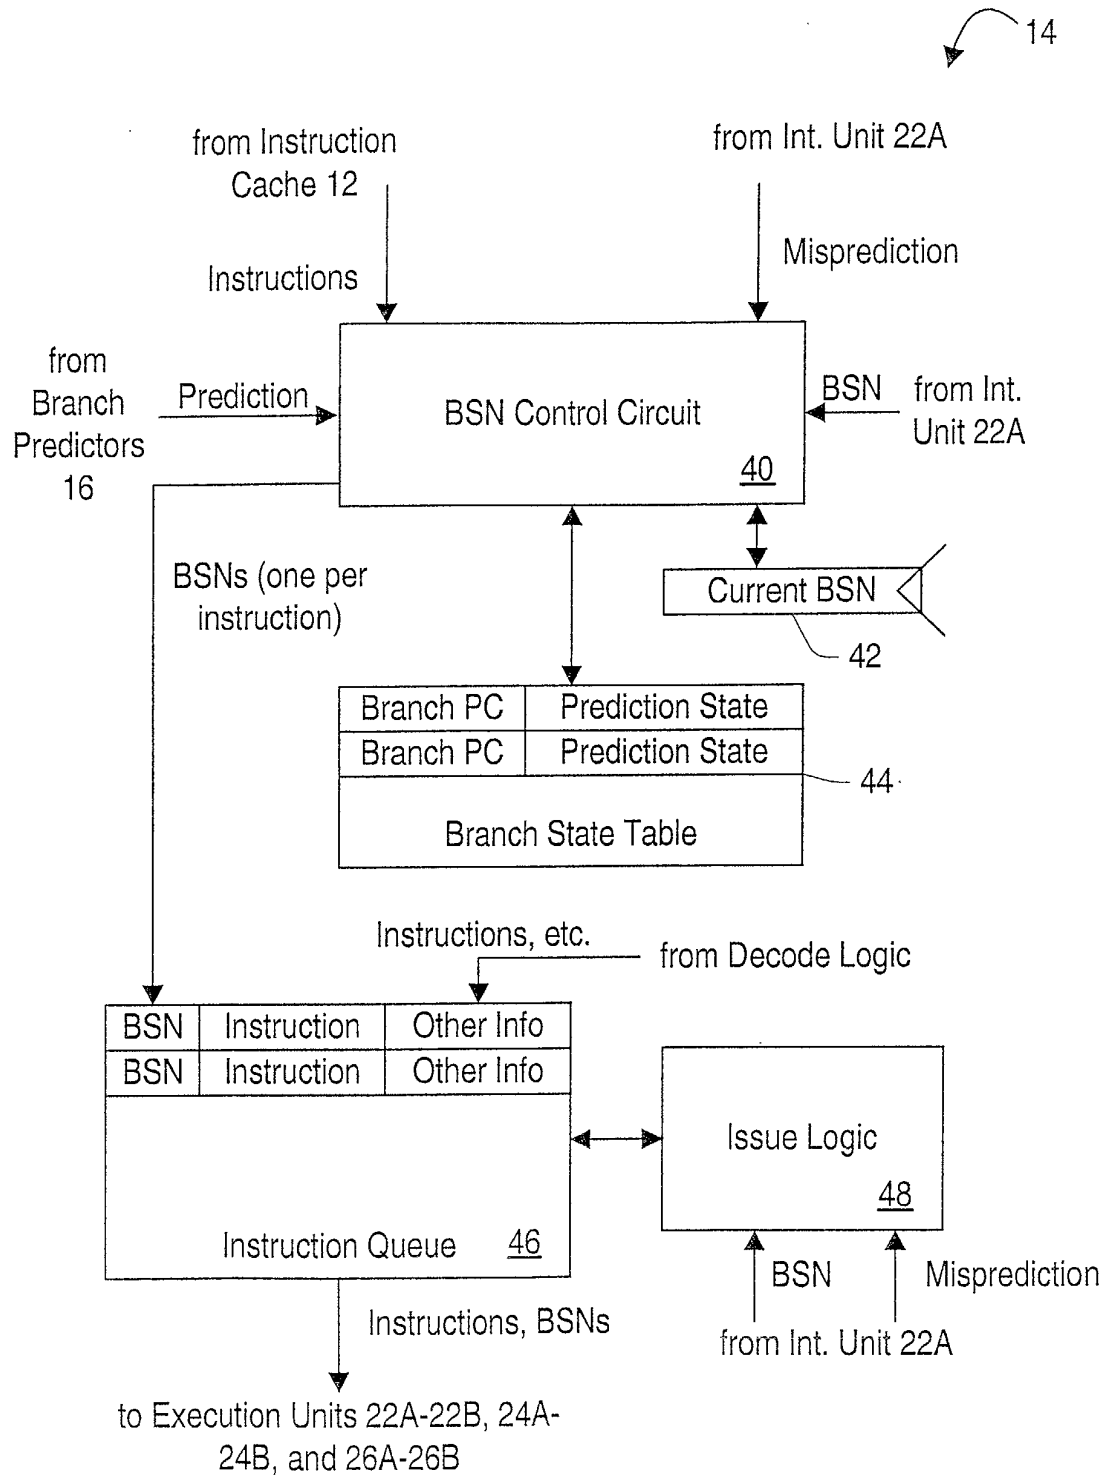 14
from Instruction
Cache 12
from Int. Unit 22A
Instructions
Misprediction
from
Branch
Predictors
16
Prediction
BSN Control Circuit
40
BSN
from Int.
Unit 22A
BSNs (one per
instruction)
Current BSN
42
Branch PC Prediction State
Branch PC Prediction State
44
Branch State Table
Instructions, etc.
from Decode Logic
BSN Instruction Other Info
BSN Instruction Other Info
Issue Logic
48
Instruction Queue 46
BSN
Misprediction
from Int. Unit 22A
Instructions, BSNs
to Execution Units 22A-22B, 24A-
24B, and 26A-26B